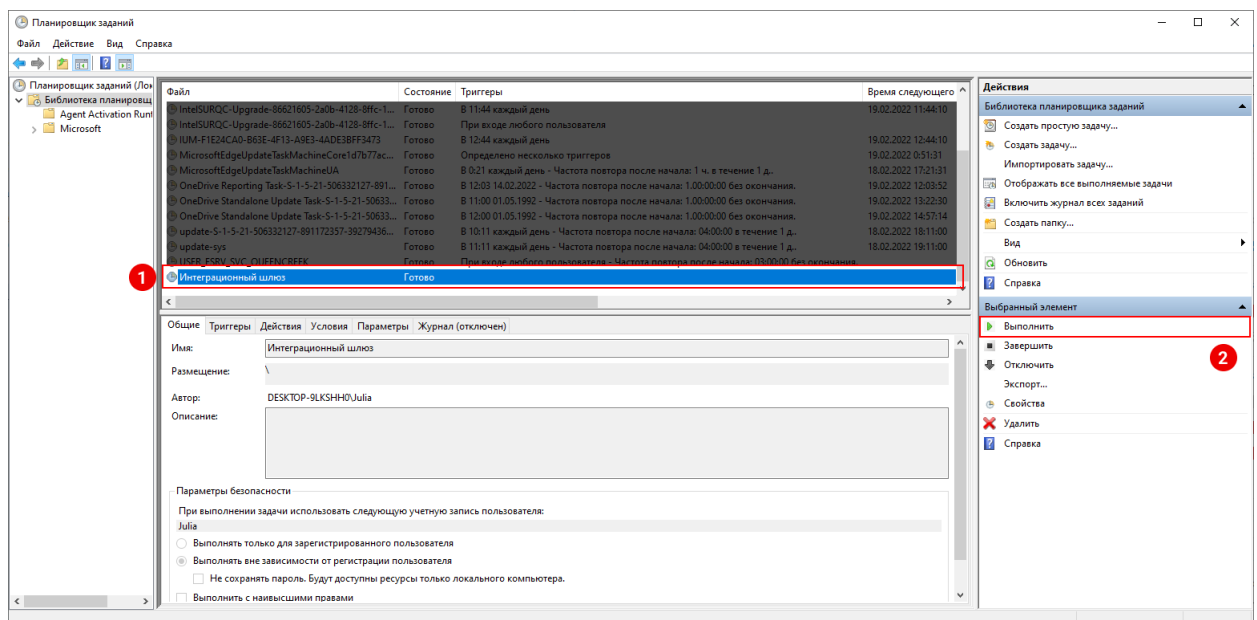 Планировщик заданий
Файл Действие Вид Справка
Планировщик заданий (Лок
Библиотека планировщ
Agent Activation Runt
Microsoft
Файл Состояние Триггеры Время следующего
IntelSURQC-Upgrade-86621605-2a0b-4128-8ffc-1... Готово В 11:44 каждый день 19.02.2022 11:44:10
IntelSURQC-Upgrade-86621605-2a0b-4128-8ffc-1... Готово При входе любого пользователя
IUM-F1E24CA0-B63E-4F13-A9E3-4ADE3BFF3473 Готово В 12:44 каждый день 19.02.2022 12:44:10
MicrosoftEdgeUpdateTaskMachineCore1d7b77ac... Готово Определено несколько триггеров 19.02.2022 0:51:31
MicrosoftEdgeUpdateTaskMachineUA Готово В 0:21 каждый день - Частота повтора после начала: 1 ч. в течение 1 д.. 18.02.2022 17:21:31
OneDrive Reporting Task-S-1-5-21-506332127-891... Готово В 12:03 14.02.2022 - Частота повтора после начала: 1.00:00:00 без окончания. 19.02.2022 12:03:52
OneDrive Standalone Update Task-S-1-5-21-50633... Готово В 11:00 01.05.1992 - Частота повтора после начала: 1.00:00:00 без окончания. 19.02.2022 13:22:30
OneDrive Standalone Update Task-S-1-5-21-50633... Готово В 12:00 01.05.1992 - Частота повтора после начала: 1.00:00:00 без окончания. 19.02.2022 14:57:14
update-S-1-5-21-506332127-891172357-39279436... Готово В 10:11 каждый день - Частота повтора после начала: 04:00:00 в течение 1 д.. 18.02.2022 18:11:00
update-sys Готово В 11:11 каждый день - Частота повтора после начала: 04:00:00 в течение 1 д.. 18.02.2022 19:11:00
USER_ESRV_SVC_QUEENCREEK Готово При входе любого пользователя - Частота повтора после начала: 03:00:00 без окончания.
1
Интеграционный шлюз Готово
Общие Триггеры Действия Условия Параметры Журнал (отключен)
Имя: Интеграционный шлюз
Размещение: \
Автор: DESKTOP-9LKSHH0\Julia
Описание:
Параметры безопасности
При выполнении задачи использовать следующую учетную запись пользователя:
Julia
Выполнять только для зарегистрированного пользователя
Выполнять вне зависимости от регистрации пользователя
Не сохранять пароль. Будут доступны ресурсы только локального компьютера.
Выполнить с наивысшими правами
Действия
Библиотека планировщика заданий
Создать простую задачу...
Создать задачу...
Импортировать задачу...
Отображать все выполняемые задачи
Включить журнал всех заданий
Создать папку...
Вид
Обновить
Справка
Выбранный элемент
Выполнить
2
Завершить
Отключить
Экспорт...
Свойства
Удалить
Справка